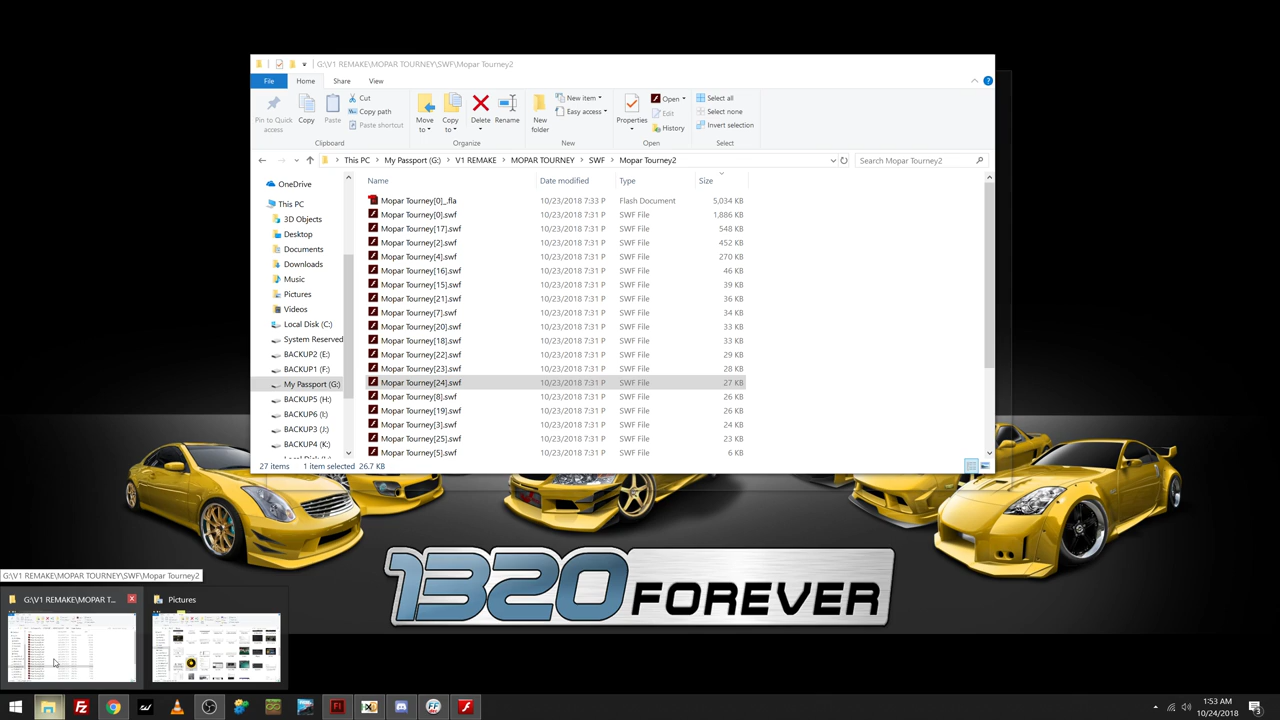 G:\V1 REMAKE\MOPAR TOURNEY\SWF\Mopar Tourney2
File Home Share View
Pin to Quick access
Copy
Paste
Cut
Copy path
Paste shortcut
Clipboard
Move to
Copy to
Delete
Rename
Organize
New folder
New item
Easy access
New
Properties
Open
Edit
History
Open
Select all
Select none
Invert selection
Select
This PC > My Passport (G:) > V1 REMAKE > MOPAR TOURNEY > SWF > Mopar Tourney2
Search Mopar Tourney2
OneDrive
This PC
3D Objects
Desktop
Documents
Downloads
Music
Pictures
Videos
Local Disk (C:)
System Reserved
BACKUP2 (E:)
BACKUP1 (F:)
My Passport (G:)
BACKUP5 (H:)
BACKUP6 (I:)
BACKUP3 (J:)
BACKUP4 (K:)
Name Date modified Type Size
Mopar Tourney[0]_.fla 10/23/2018 7:33 P Flash Document 5,034 KB
Mopar Tourney[0].swf 10/23/2018 7:31 P SWF File 1,886 KB
Mopar Tourney[17].swf 10/23/2018 7:31 P SWF File 548 KB
Mopar Tourney[2].swf 10/23/2018 7:31 P SWF File 452 KB
Mopar Tourney[4].swf 10/23/2018 7:31 P SWF File 270 KB
Mopar Tourney[16].swf 10/23/2018 7:31 P SWF File 46 KB
Mopar Tourney[15].swf 10/23/2018 7:31 P SWF File 39 KB
Mopar Tourney[21].swf 10/23/2018 7:31 P SWF File 36 KB
Mopar Tourney[7].swf 10/23/2018 7:31 P SWF File 34 KB
Mopar Tourney[20].swf 10/23/2018 7:31 P SWF File 33 KB
Mopar Tourney[18].swf 10/23/2018 7:31 P SWF File 33 KB
Mopar Tourney[22].swf 10/23/2018 7:31 P SWF File 29 KB
Mopar Tourney[23].swf 10/23/2018 7:31 P SWF File 28 KB
Mopar Tourney[24].swf 10/23/2018 7:31 P SWF File 27 KB
Mopar Tourney[8].swf 10/23/2018 7:31 P SWF File 26 KB
Mopar Tourney[19].swf 10/23/2018 7:31 P SWF File 26 KB
Mopar Tourney[3].swf 10/23/2018 7:31 P SWF File 24 KB
Mopar Tourney[25].swf 10/23/2018 7:31 P SWF File 23 KB
Mopar Tourney[5].swf 10/23/2018 7:31 P SWF File 6 KB
27 items 1 item selected 26.7 KB
1320 FOREVER
G:\V1 REMAKE\MOPAR TOURNEY\SWF\Mopar Tourney2
G:\V1 REMAKE\MOPAR T...
Pictures
1:53 AM
10/24/2018
3